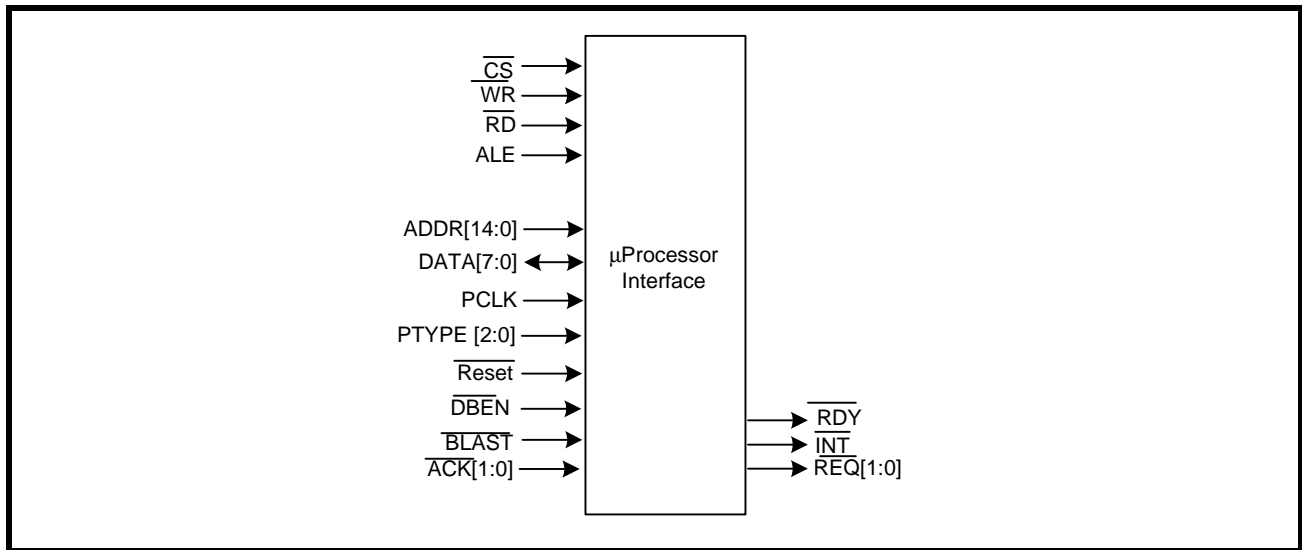 CS
WR
RD
ALE
ADDR[14:0]
DATA[7:0]
PCLK
PTYPE [2:0]
Reset
DBEN
BLAST
ACK[1:0]
μProcessor
Interface
RDY
INT
REQ[1:0]